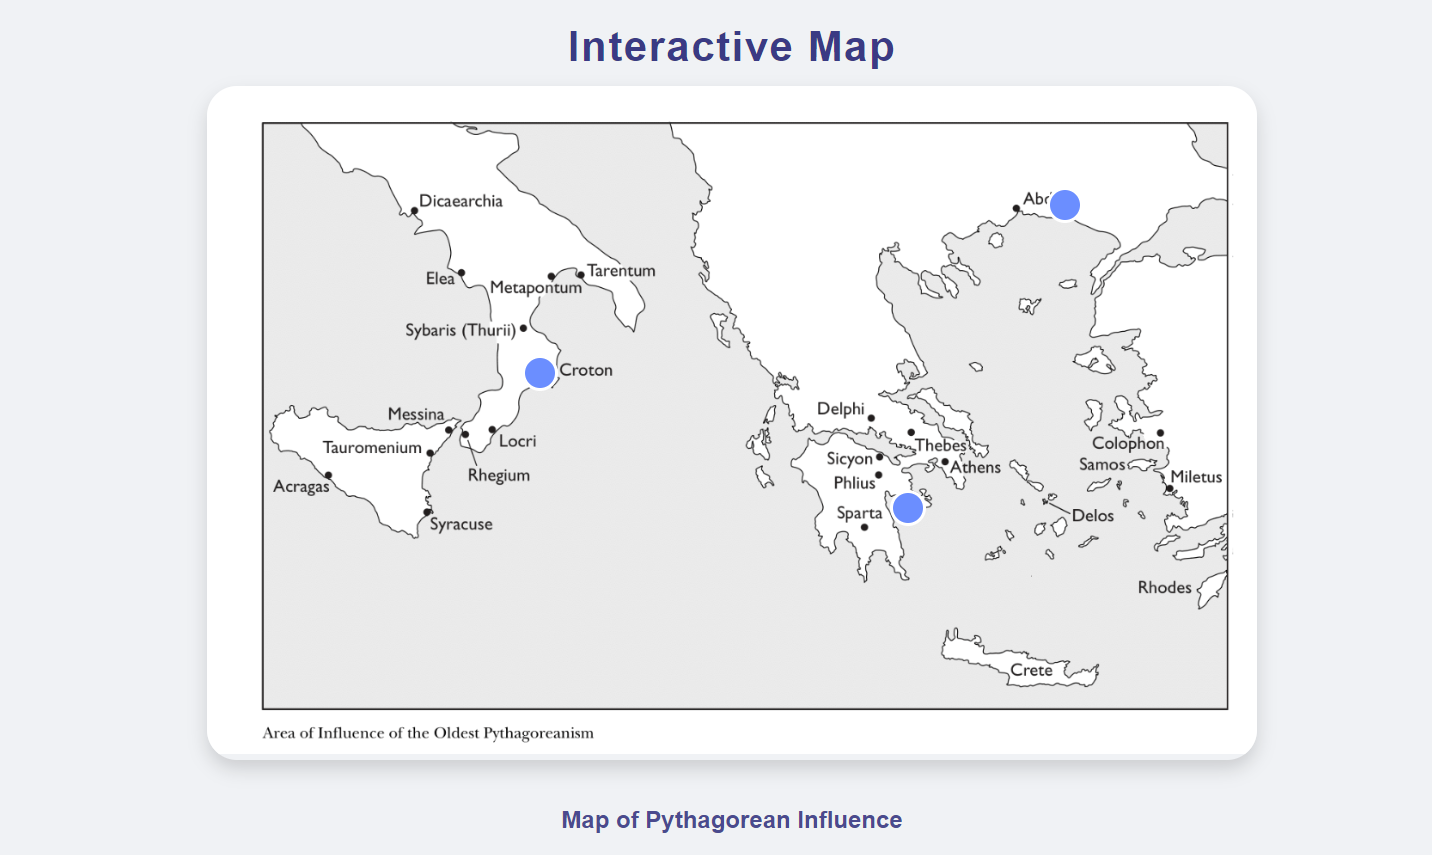 Interactive Map
Dicaearchia
Elea
Metapontum
Tarentum
Sybaris (Thurii)
Croton
Messina
Tauromenium
Locri
Rhegium
Acragas
Syracuse
Delphi
Thebes
Sicyon
Athens
Phlius
Sparta
Colophon
Samos
Miletus
Delos
Rhodes
Crete
Area of Influence of the Oldest Pythagoreanism
Map of Pythagorean Influence